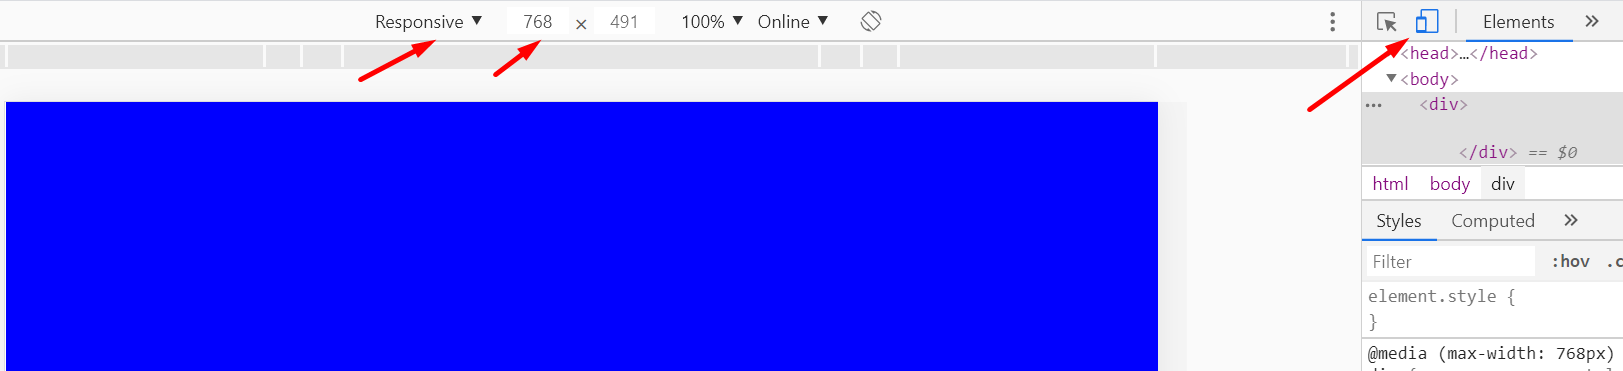 Responsive ▼ 768 × 491 100% ▼ Online ▼
Elements »
<head>…</head>
▼<body>
··· <div>
</div> == $0
html body div
Styles Computed »
Filter :hov .c
element.style {
}
@media (max-width: 768px)
div {